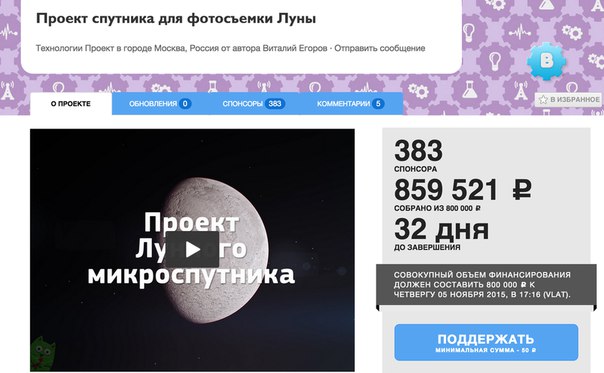 Проект спутника для фотосъемки Луны
Технологии Проект в городе Москва, Россия от автора Виталий Егоров - Отправить сообщение
В
В ИЗБРАННОЕ
О ПРОЕКТЕ
ОБНОВЛЕНИЯ 0
СПОНСОРЫ 383
КОММЕНТАРИИ 5
Проект
Лунного
микроспутника
383
СПОНСОРА
859 521 ₽
СОБРАНО ИЗ 800 000 ₽
32 дня
ДО ЗАВЕРШЕНИЯ
СОВОКУПНЫЙ ОБЪЕМ ФИНАНСИРОВАНИЯ
ДОЛЖЕН СОСТАВИТЬ 800 000 ₽ К
ЧЕТВЕРГУ 05 НОЯБРЯ 2015, В 17:16 (VLAT).
ПОДДЕРЖАТЬ
МИНИМАЛЬНАЯ СУММА - 50 ₽